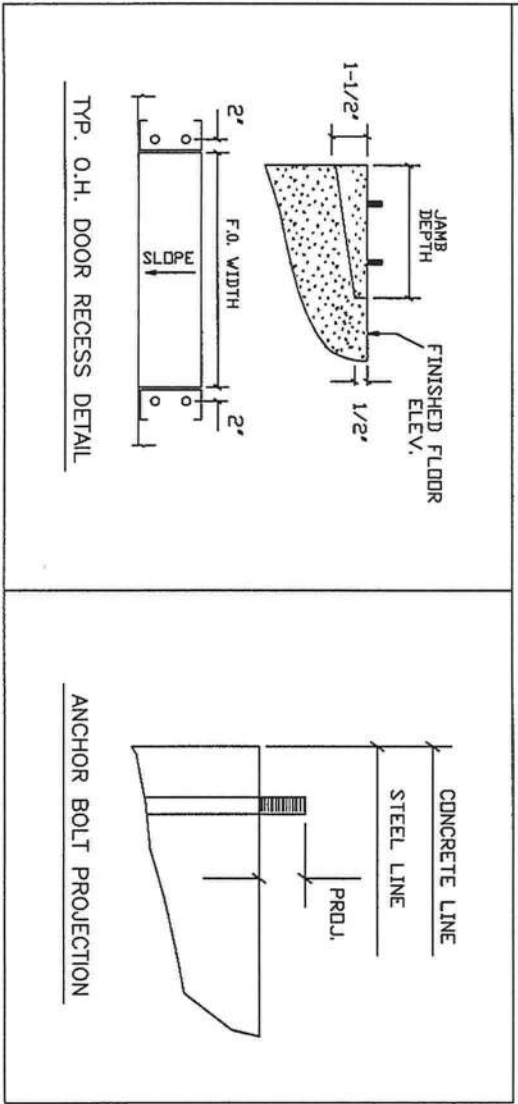 1-1/2"
JAMB
DEPTH
FINISHED FLOOR
ELEV.
1/2"
2"
F.O. WIDTH
2"
SLOPE
TYP. O.H. DOOR RECESS DETAIL
CONCRETE LINE
STEEL LINE
PROJ.
ANCHOR BOLT PROJECTION